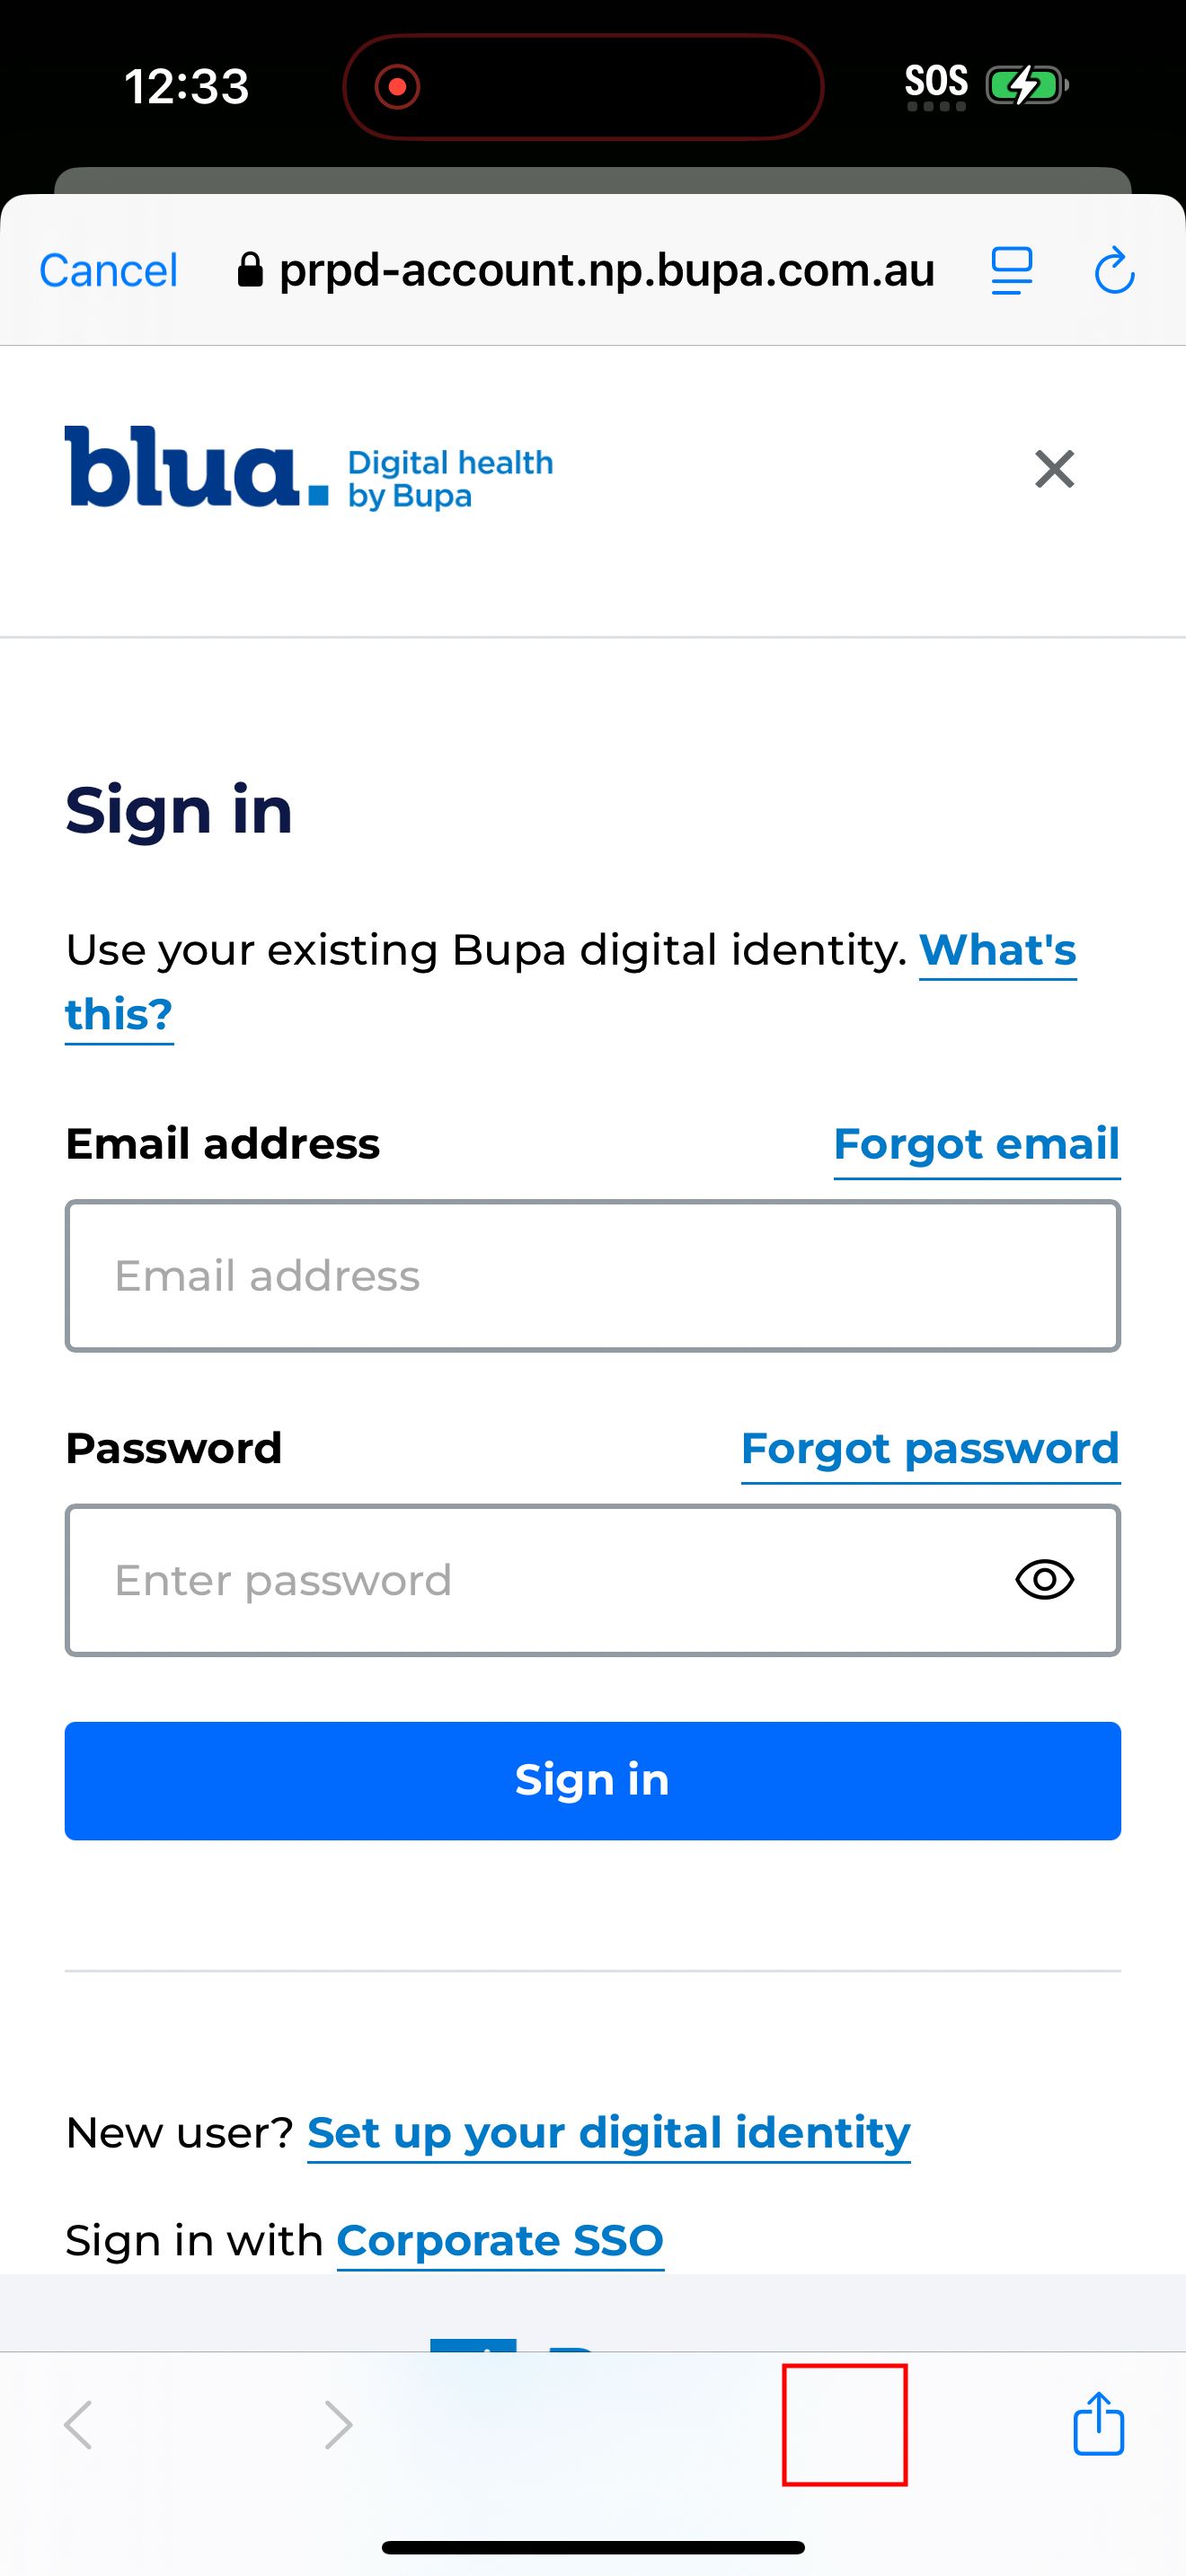 12:33
SOS
Cancel
prpd-account.np.bupa.com.au
blua.
Digital health
by Bupa
Sign in
Use your existing Bupa digital identity. What's
this?
Email address
Forgot email
Email address
Password
Forgot password
Enter password
Sign in
New user? Set up your digital identity
Sign in with Corporate SSO